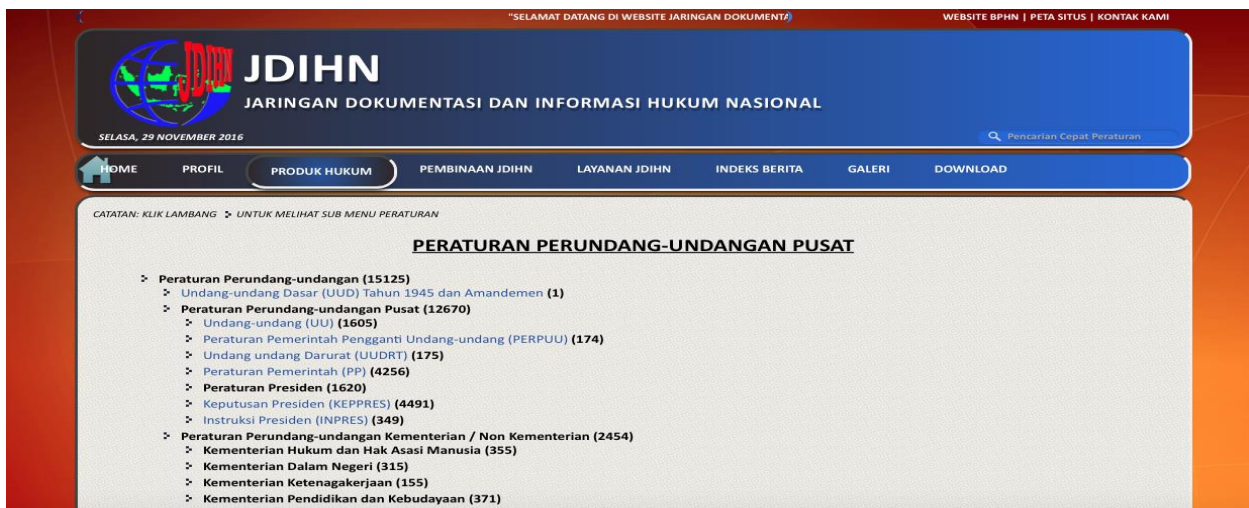 "SELAMAT DATANG DI WEBSITE JARINGAN DOKUMENTA
WEBSITE BPHN | PETA SITUS | KONTAK KAMI
JDIHN
JDIHN
JARINGAN DOKUMENTASI DAN INFORMASI HUKUM NASIONAL
SELASA, 29 NOVEMBER 2016
Pencarian Cepat Peraturan
HOME PROFIL PRODUK HUKUM PEMBINAAN JDIHN LAYANAN JDIHN INDEKS BERITA GALERI DOWNLOAD
CATATAN: KLIK LAMBANG UNTUK MELIHAT SUB MENU PERATURAN
PERATURAN PERUNDANG-UNDANGAN PUSAT
Peraturan Perundang-undangan (15125)
Undang-undang Dasar (UUD) Tahun 1945 dan Amandemen (1)
Peraturan Perundang-undangan Pusat (12670)
Undang-undang (UU) (1605)
Peraturan Pemerintah Pengganti Undang-undang (PERPUU) (174)
Undang undang Darurat (UUDRT) (175)
Peraturan Pemerintah (PP) (4256)
Peraturan Presiden (1620)
Keputusan Presiden (KEPPRES) (4491)
Instruksi Presiden (INPRES) (349)
Peraturan Perundang-undangan Kementerian / Non Kementerian (2454)
Kementerian Hukum dan Hak Asasi Manusia (355)
Kementerian Dalam Negeri (315)
Kementerian Ketenagakerjaan (155)
Kementerian Pendidikan dan Kebudayaan (371)